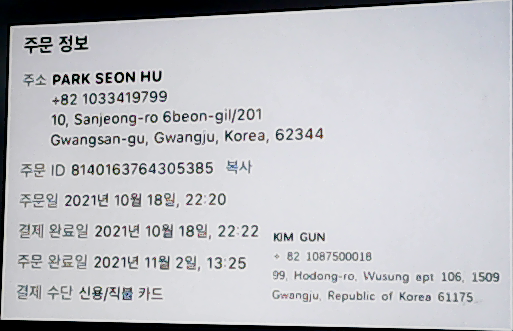 주문 정보
주소 PARK SEON HU
+82 1033419799
10, Sanjeong-ro 6beon-gil/201
Gwangsan-gu, Gwangju, Korea, 62344
주문 ID 8140163764305385 복사
주문일 2021년 10월 18일, 22:20
결제 완료일 2021년 10월 18일, 22:22
주문 완료일 2021년 11월 2일, 13:25
결제 수단 신용/직불 카드
KIM GUN
+ 82 1087500018
99, Hodong-ro, Wusung apt 106, 1509
Gwangju, Republic of Korea 61175